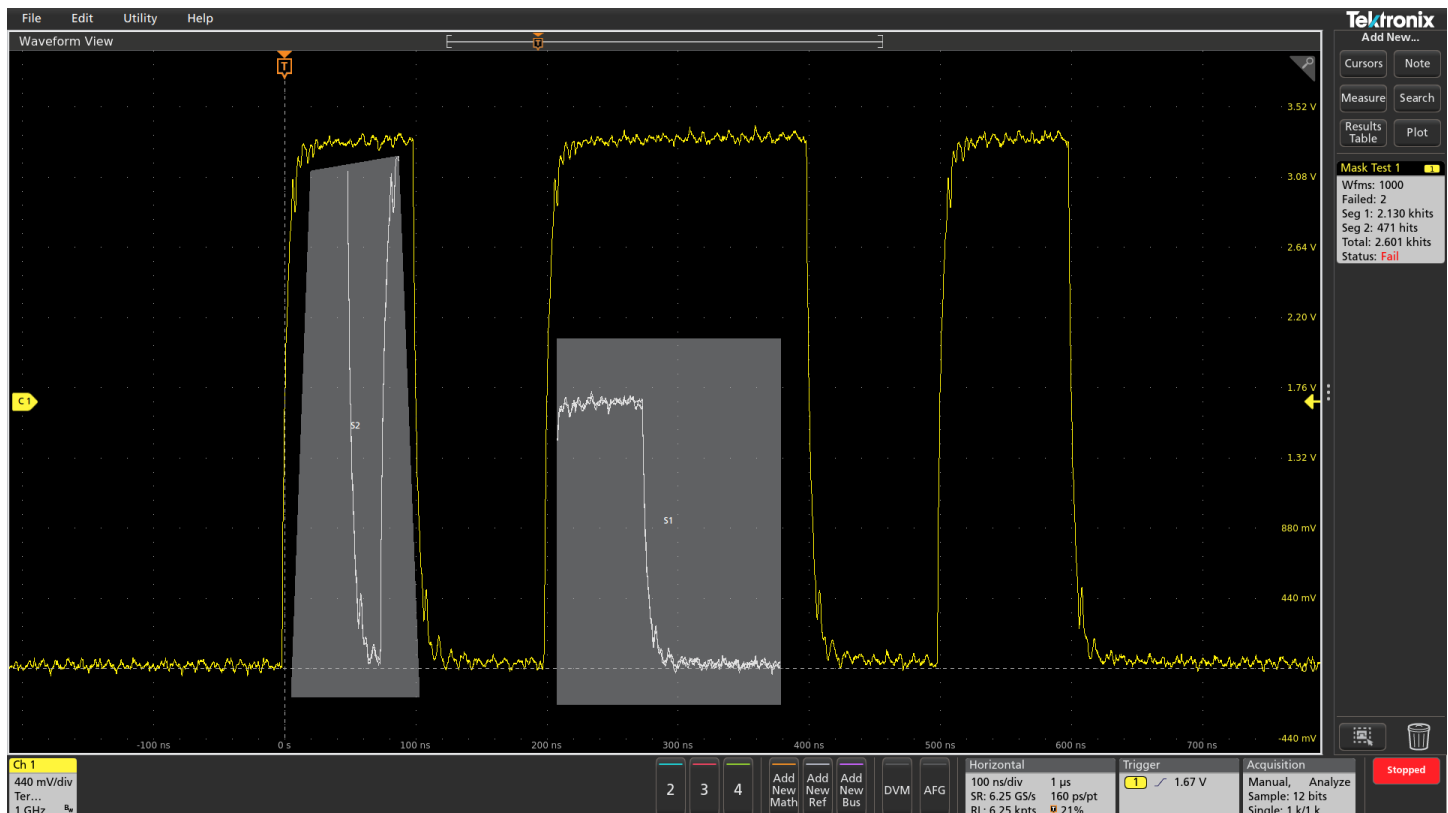 File Edit Utility Help
Tektronix
Waveform View
Add New...
T
T
Cursors Note
Measure Search
Results Table Plot
Mask Test 1 1
Wfms: 1000
Failed: 2
Seg 1: 2.130 khits
Seg 2: 471 hits
Total: 2.601 khits
Status: Fail
3.52 V
3.08 V
2.64 V
2.20 V
1.76 V
C 1
S2
1.32 V
S1
880 mV
440 mV
-440 mV
-100 ns 0 s 100 ns 200 ns 300 ns 400 ns 500 ns 600 ns 700 ns
Ch 1
440 mV/div
Ter...
1 GHz Bw
2 3 4
Add New Math
Add New Ref
Add New Bus
DVM AFG
Horizontal
100 ns/div 1 µs
SR: 6.25 GS/s 160 ps/pt
RL: 6.25 kpts T 21%
Trigger
1 1.67 V
Acquisition
Manual, Analyze
Sample: 12 bits
Single: 1 k/1 k
Stopped